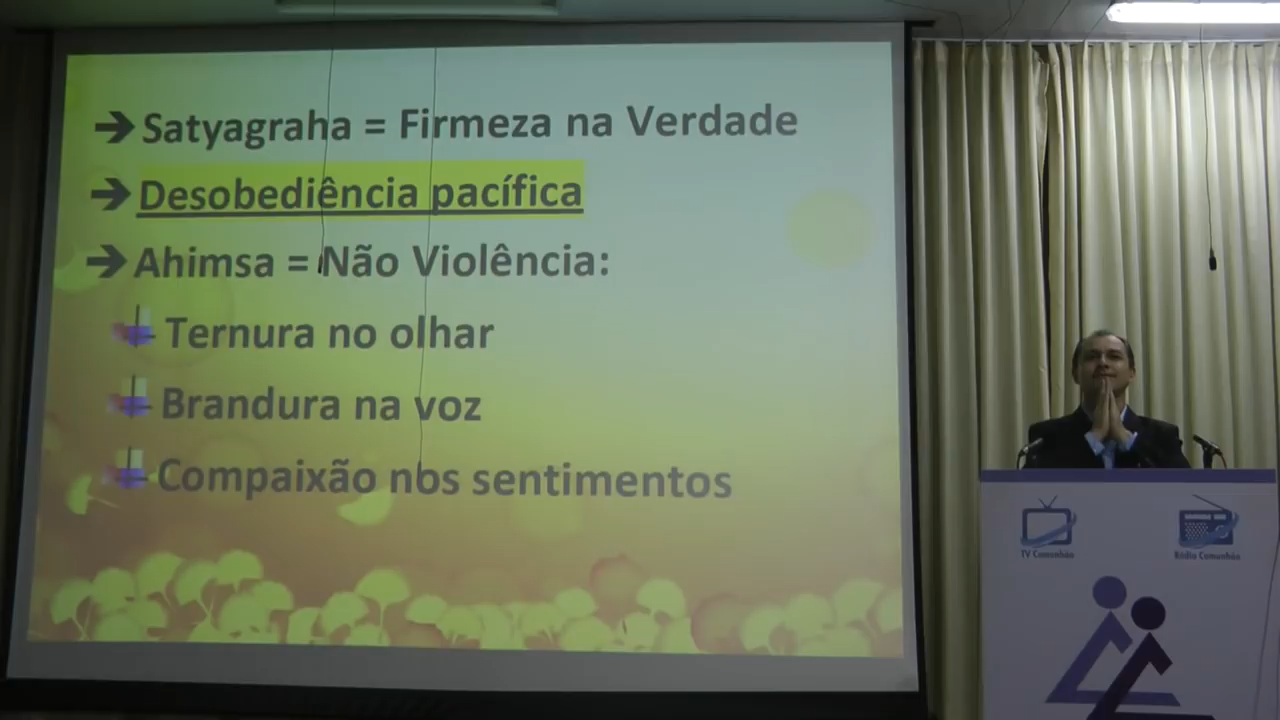 ➔ Satyagraha = Firmeza na Verdade
➔ Desobediência pacífica
➔ Ahimsa = Não Violência:
Ternura no olhar
Brandura na voz
Compaixão nos sentimentos
TV Comunhão
Rádio Comunhão